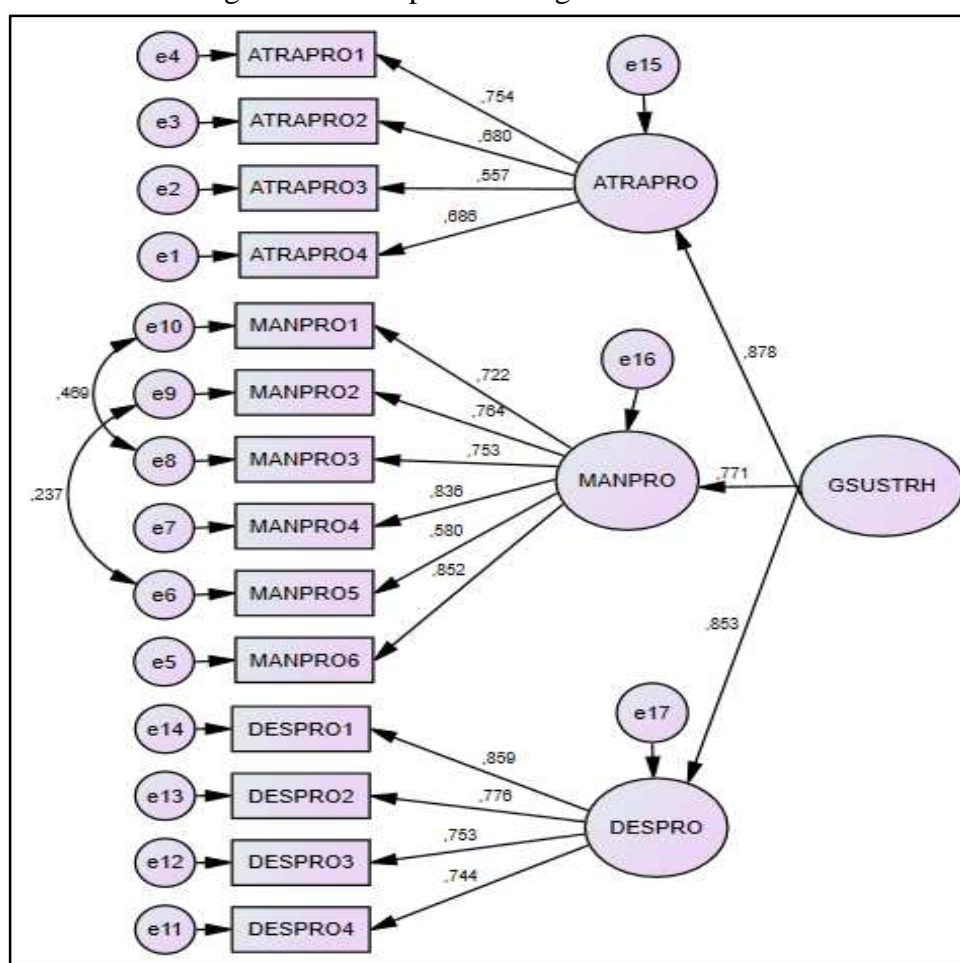 e4 ATRAPRO1
e15
,754
e3 ATRAPRO2
,680
ATRAPRO
e2 ATRAPRO3
,557
,686
e1 ATRAPRO4
e10 MANPRO1
e16
,878
,722
,469
e9 MANPRO2
,764
e8 MANPRO3
,753
MANPRO
,771
GSUSTRH
,237
,836
e7 MANPRO4
,580
e6 MANPRO5
,852
,853
e5 MANPRO6
e17
e14 DESPRO1
,859
e13 DESPRO2
,776
DESPRO
,753
e12 DESPRO3
,744
e11 DESPRO4